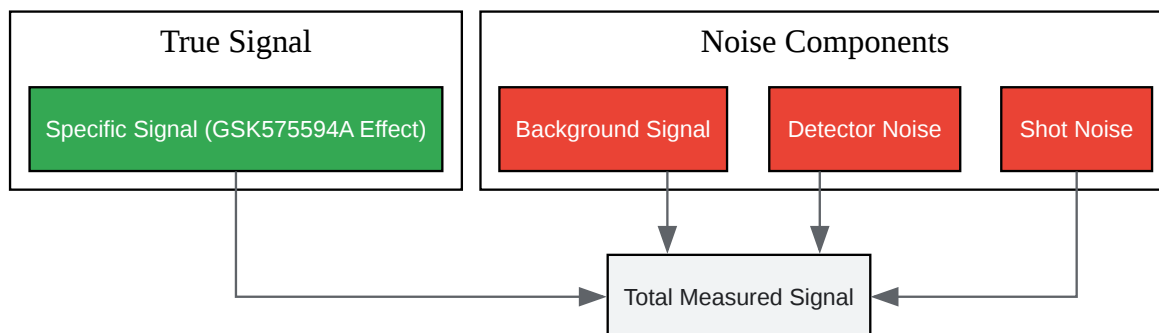 True Signal
Noise Components
Specific Signal (GSK575594A Effect)
Background Signal
Detector Noise
Shot Noise
Total Measured Signal